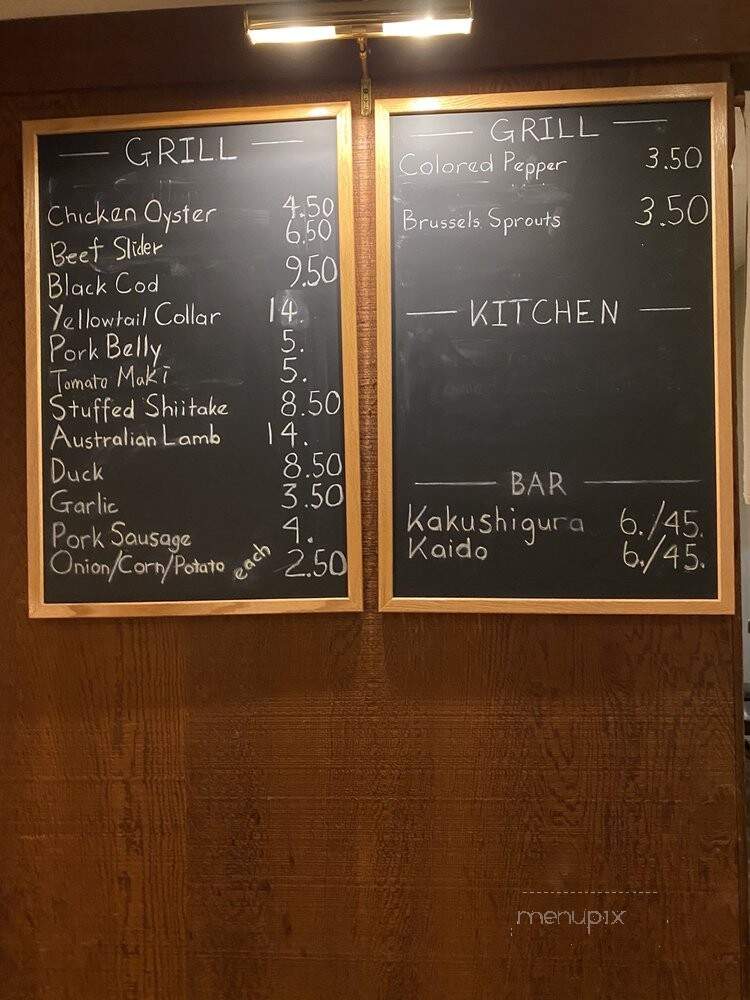 GRILL
Chicken Oyster 4.50
Beef Slider 6.50
Black Cod 9.50
Yellowtail Collar 14.
Pork Belly 5.
Tomato Maki 5.
Stuffed Shiitake 8.50
Australian Lamb 14.
Duck 8.50
Garlic 3.50
Pork Sausage 4.
Onion/Corn/Potato each 2.50
GRILL
Colored Pepper 3.50
Brussels Sprouts 3.50
KITCHEN
BAR
Kakushigura 6./45.
Kaido 6./45.
menupix